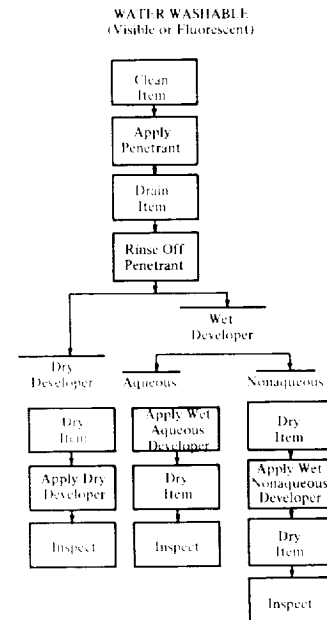 WATER WASHABLE
(Visible or Fluorescent)
Clean
Item
Apply
Penetrant
Drain
Item
Rinse Off
Penetrant
Wet
Developer
Dry
Developer
Aqueous
Nonaqueous
Dry
Item
Apply Dry
Developer
Inspect
Apply Wet
Aqueous
Developer
Dry
Item
Inspect
Dry
Item
Apply Wet
Nonaqueous
Developer
Dry
Item
Inspect